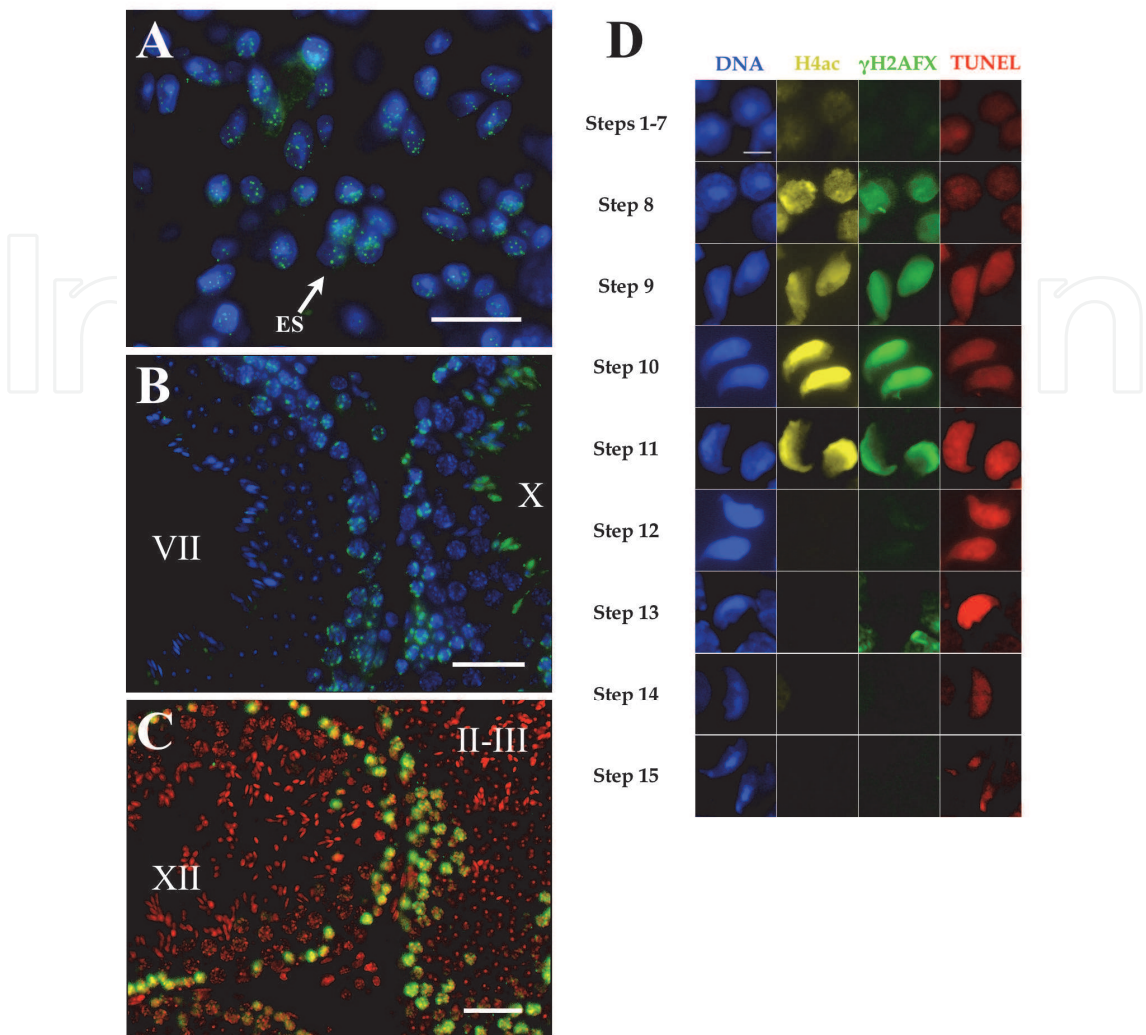 A
ES
B
VII
X
C
II-III
XII
D
DNA H4ac γH2AFX TUNEL
Steps 1-7
Step 8
Step 9
Step 10
Step 11
Step 12
Step 13
Step 14
Step 15